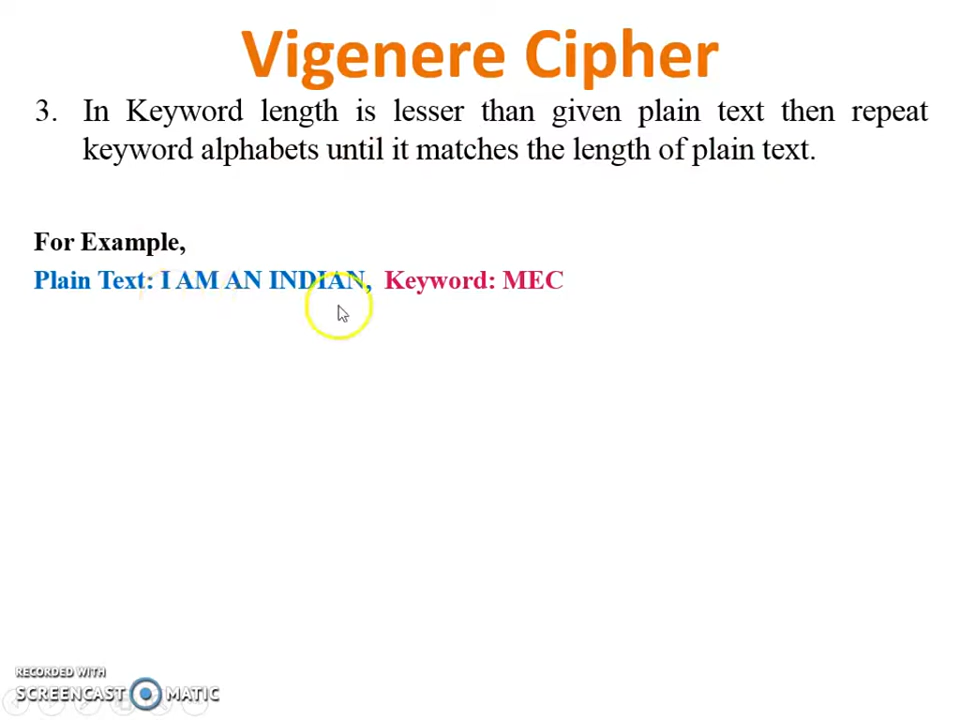 Vigenere Cipher
3. In Keyword length is lesser than given plain text then repeat
keyword alphabets until it matches the length of plain text.
For Example,
Plain Text: I AM AN INDIAN, Keyword: MEC
RECORDED WITH
SCREENCAST MATIC